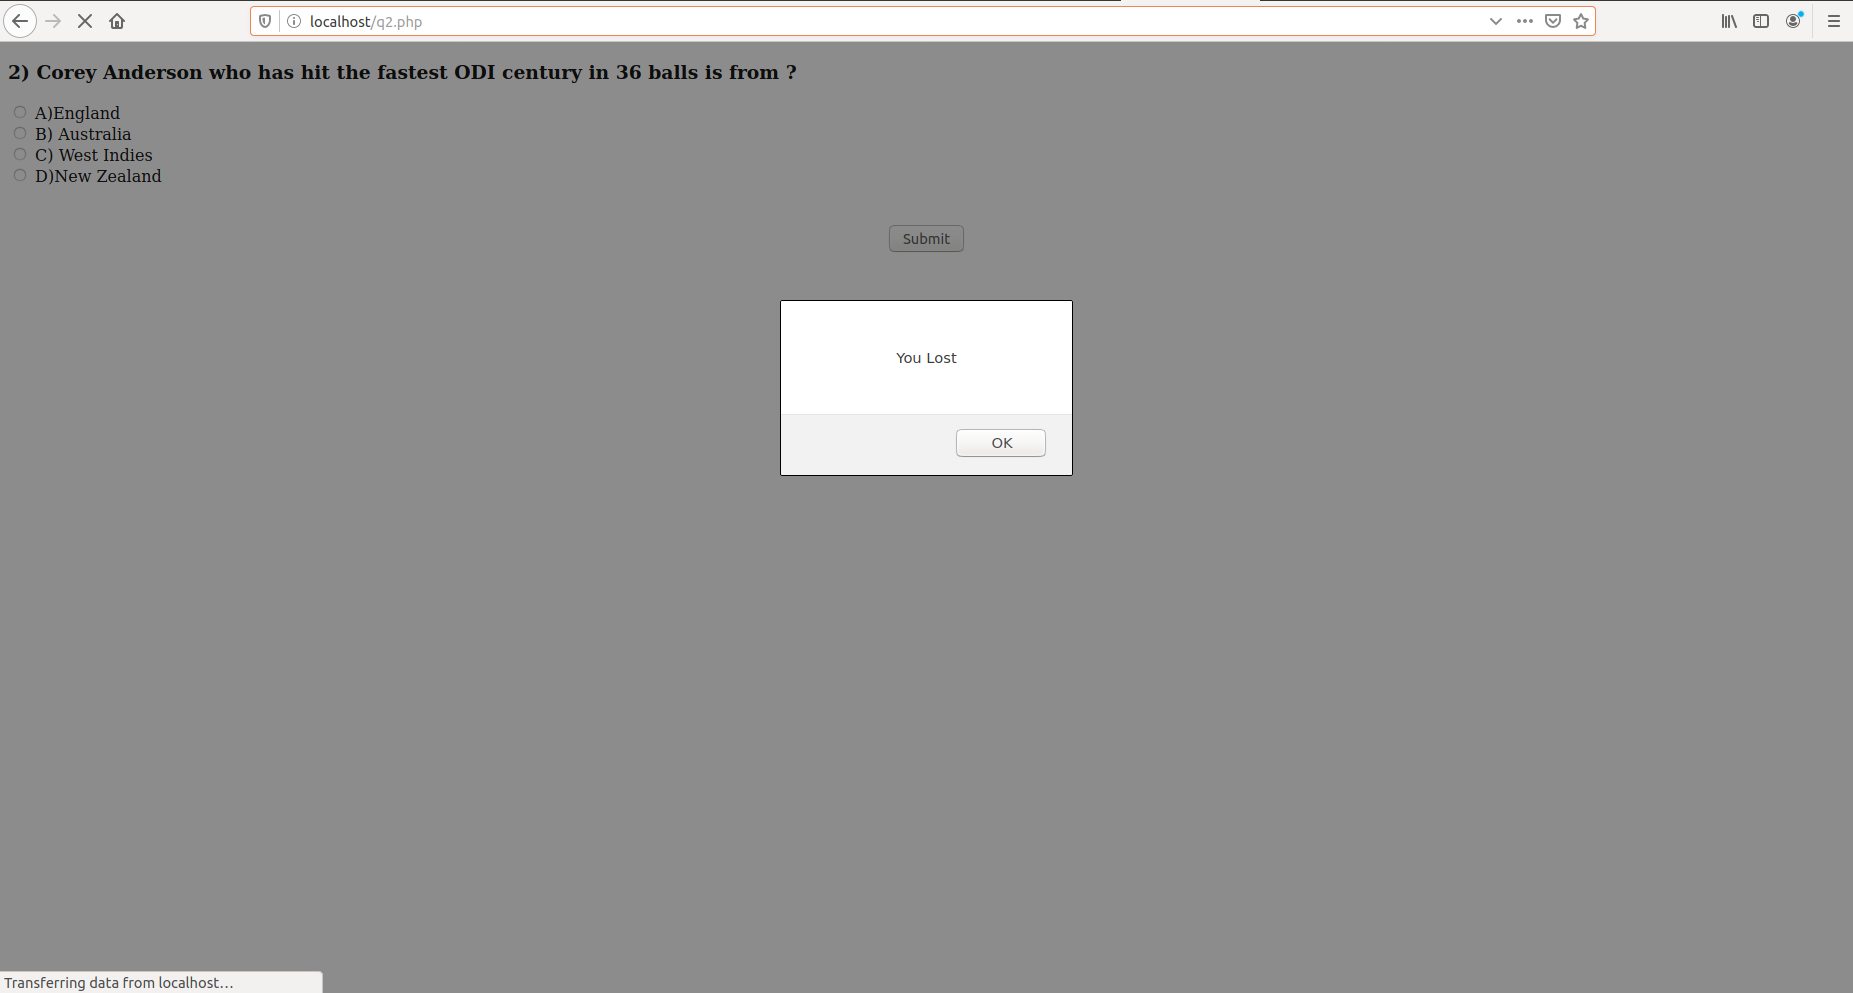 localhost/q2.php
2) Corey Anderson who has hit the fastest ODI century in 36 balls is from ?
A)England
B) Australia
C) West Indies
D)New Zealand
Submit
You Lost
OK
Transferring data from localhost...